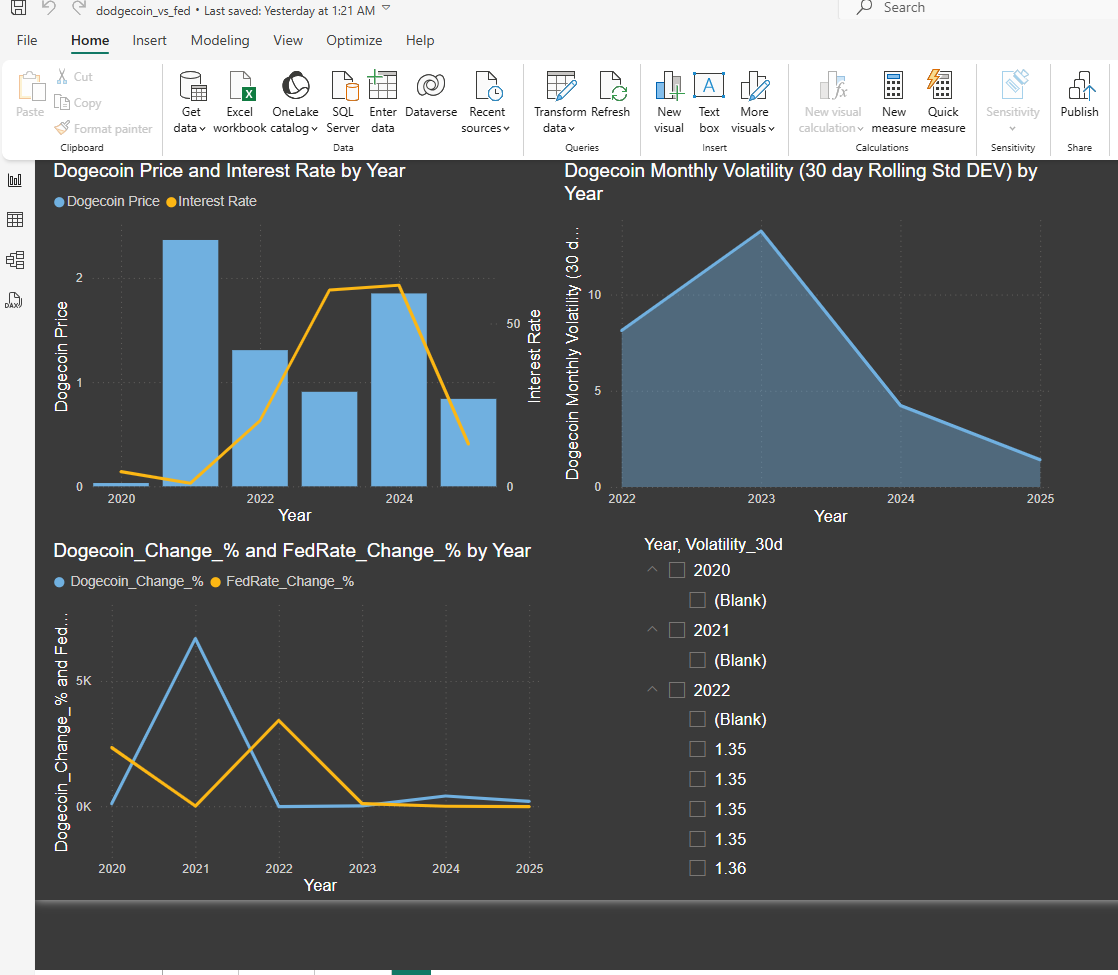 dodgecoin_vs_fed • Last saved: Yesterday at 1:21 AM
Search
File Home Insert Modeling View Optimize Help
Paste
Cut
Copy
Format painter
Clipboard
Get data
Excel workbook
OneLake catalog
SQL Server
Enter data
Dataverse
Recent sources
Data
Transform data
Refresh
Queries
New visual
Text box
More visuals
Insert
New visual calculation
New measure
Quick measure
Calculations
Sensitivity
Sensitivity
Publish
Share
DAX
Dogecoin Price and Interest Rate by Year
Dogecoin Price Interest Rate
Dogecoin Price
2
1
0
50
0
Interest Rate
2020 2022 2024
Year
Dogecoin Monthly Volatility (30 day Rolling Std DEV) by
Year
Dogecoin Monthly Volatility (30 d...
10
5
0
2022 2023 2024 2025
Year
Dogecoin_Change_% and FedRate_Change_% by Year
Dogecoin_Change_% FedRate_Change_%
Dogecoin_Change_% and Fed...
5K
0K
2020 2021 2022 2023 2024 2025
Year
Year, Volatility_30d
2020
(Blank)
2021
(Blank)
2022
(Blank)
1.35
1.35
1.35
1.35
1.36